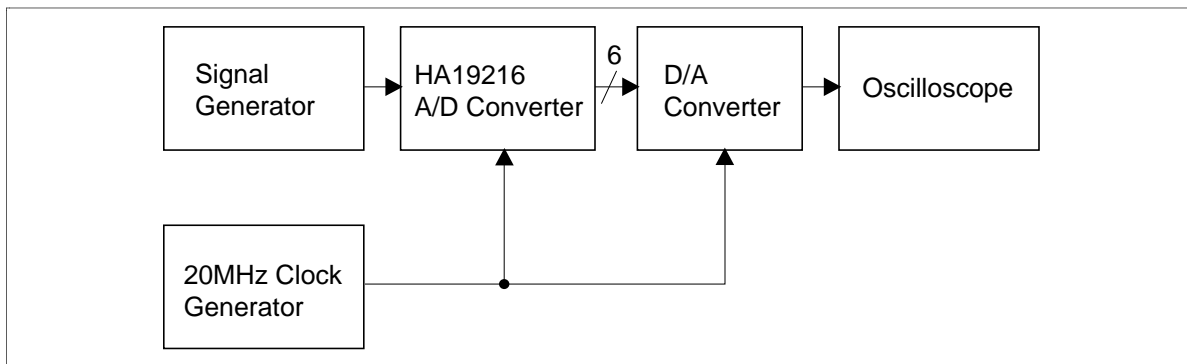 Signal
Generator
HA19216
A/D Converter
6
D/A
Converter
Oscilloscope
20MHz Clock
Generator